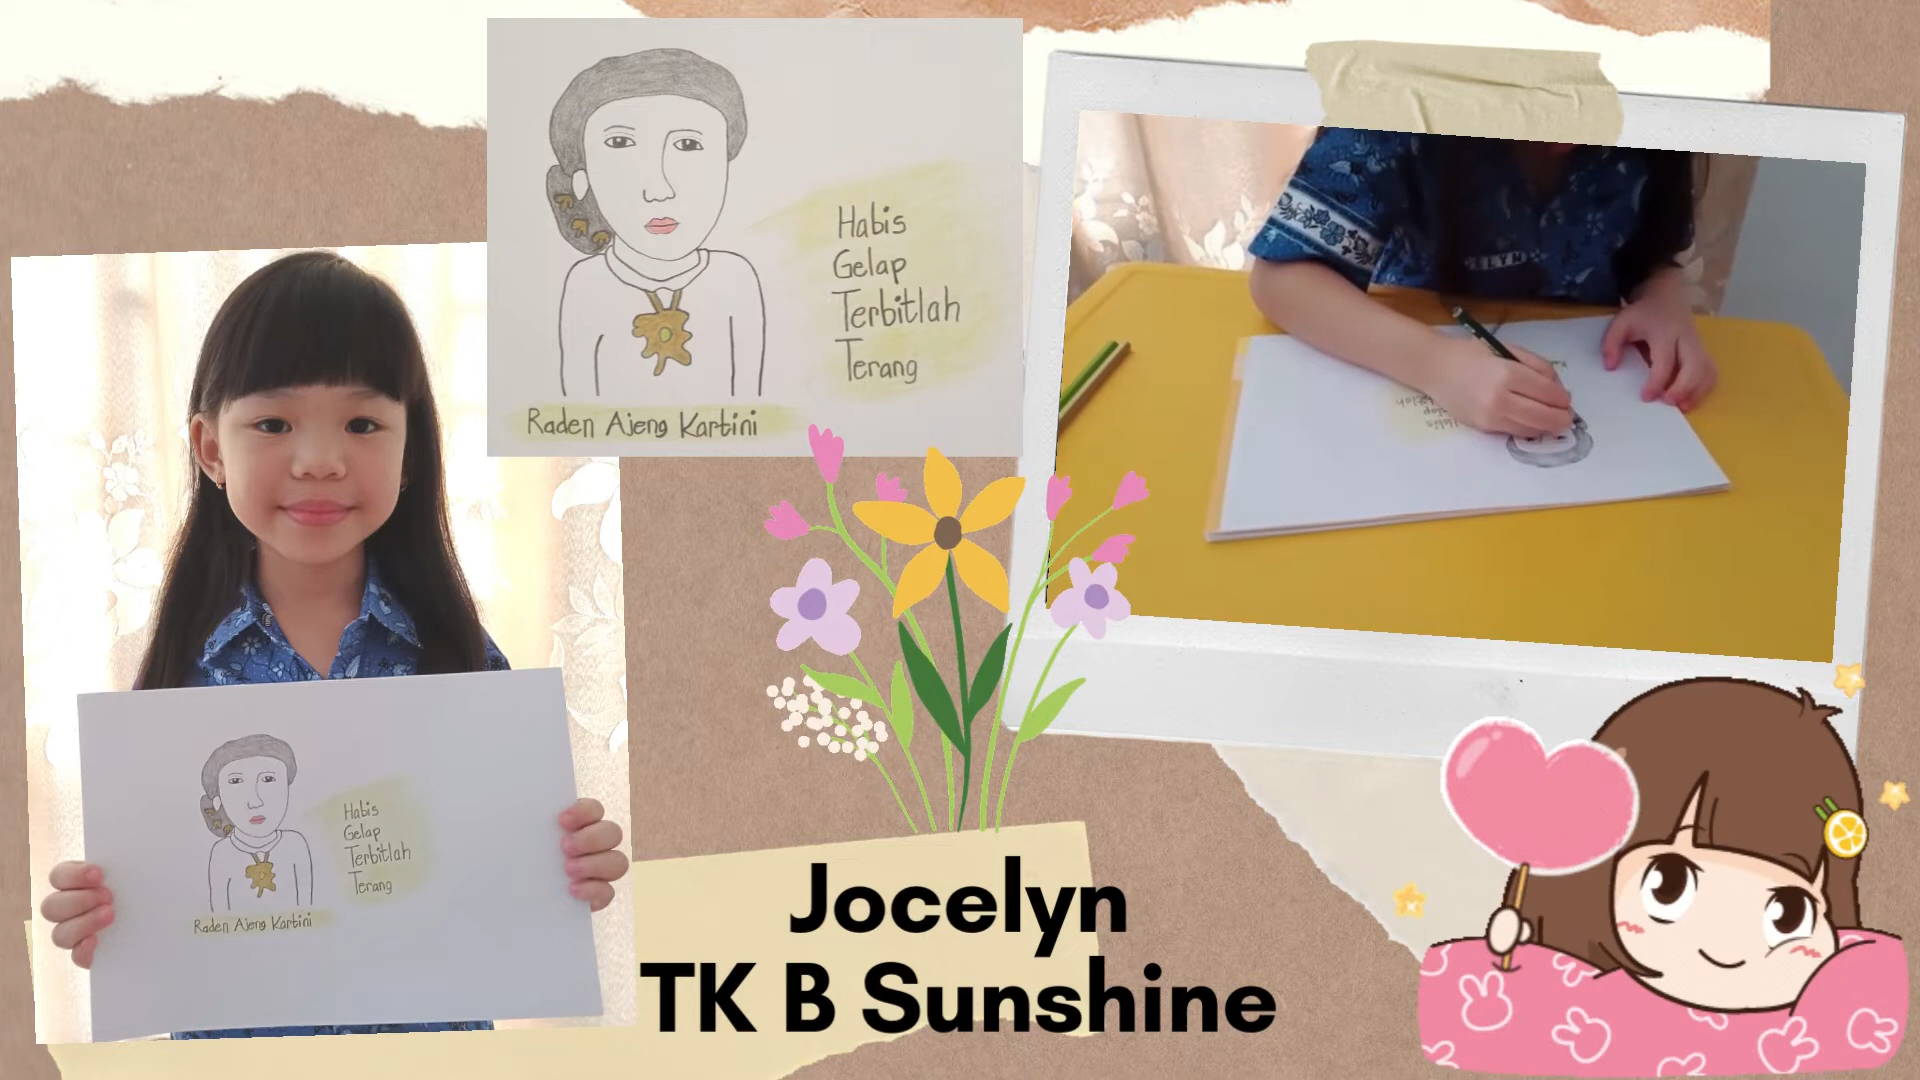 Habis
Gelap
Terbitlah
Terang
Raden Ajeng Kartini
Habis
Gelap
Terbitlah
Terang
Raden Ajeng Kartini
Jocelyn
TK B Sunshine